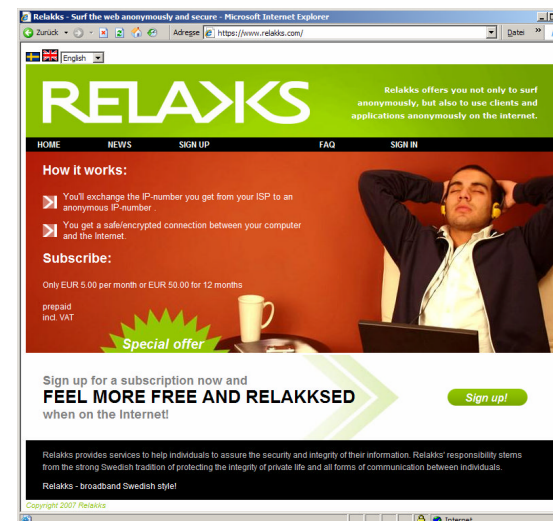 Relakks - Surf the web anonymously and secure - Microsoft Internet Explorer
Zurück
Adresse https://www.relakks.com/
Datei »
English
RELAKKS
Relakks offers you not only to surf
anonymously, but also to use clients and
applications anonymously on the internet.
HOME NEWS SIGN UP FAQ SIGN IN
How it works:
You'll exchange the IP-number you get from your ISP to an
anonymous IP-number .
You get a safe/encrypted connection between your computer
and the Internet.
Subscribe:
Only EUR 5.00 per month or EUR 50.00 for 12 months
prepaid
incl. VAT
Special offer
Sign up for a subscription now and
FEEL MORE FREE AND RELAKKSED
when on the Internet!
Sign up!
Relakks provides services to help individuals to assure the security and integrity of their information. Relakks' responsibility stems
from the strong Swedish tradition of protecting the integrity of private life and all forms of communication between individuals.
Relakks - broadband Swedish style!
Copyright 2007 Relakks
Internet